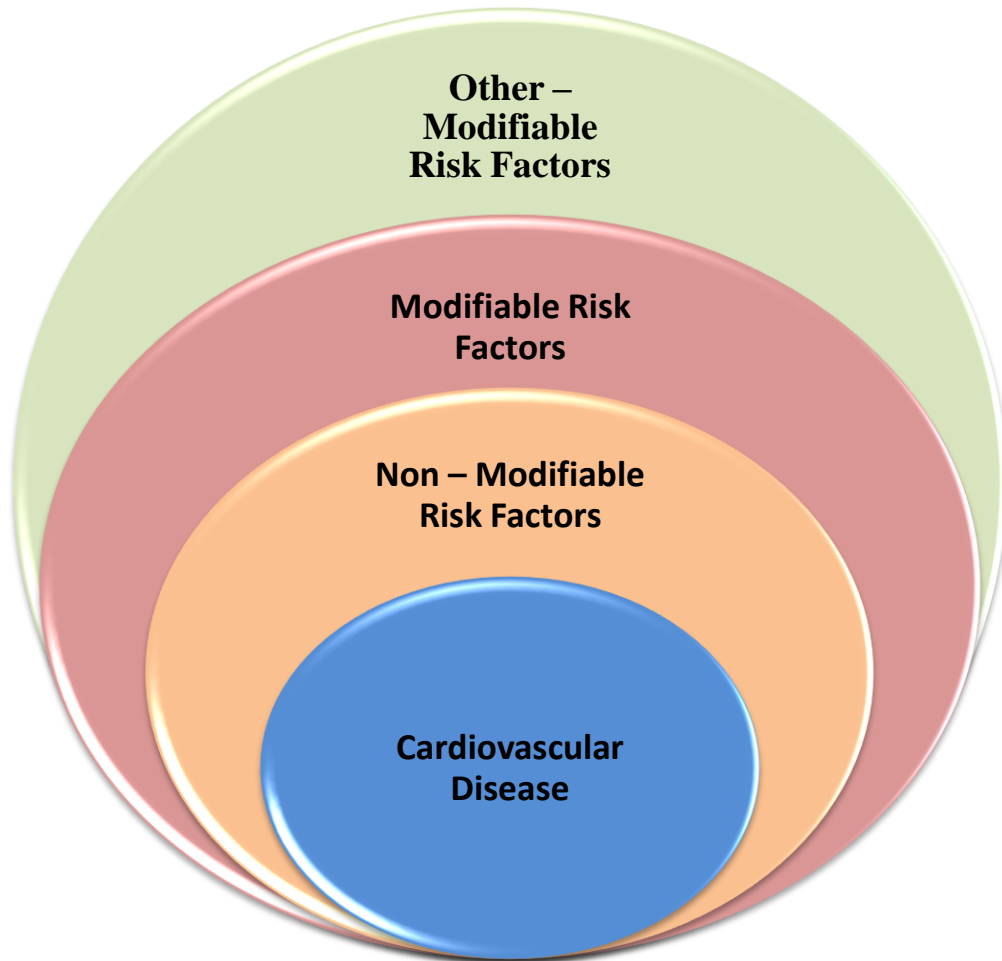 Other –
Modifiable
Risk Factors
Modifiable Risk
Factors
Non – Modifiable
Risk Factors
Cardiovascular
Disease